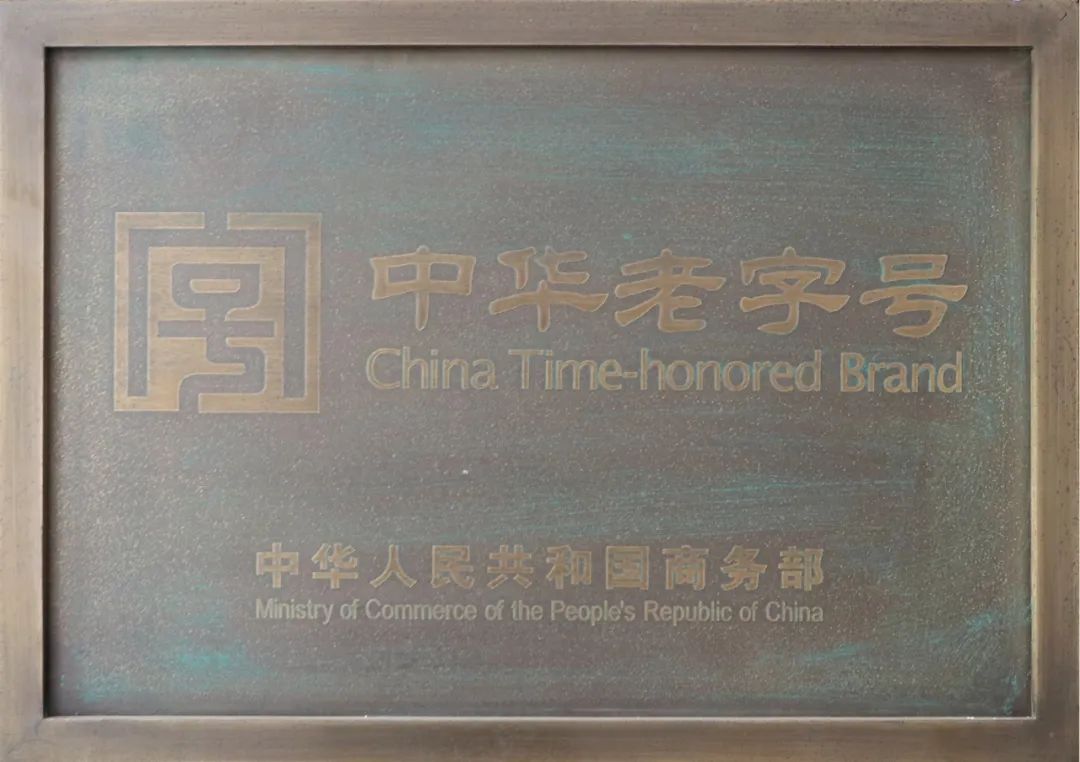 中华老字号
China Time-honored Brand
中华人民共和国商务部
Ministry of Commerce of the People's Republic of China